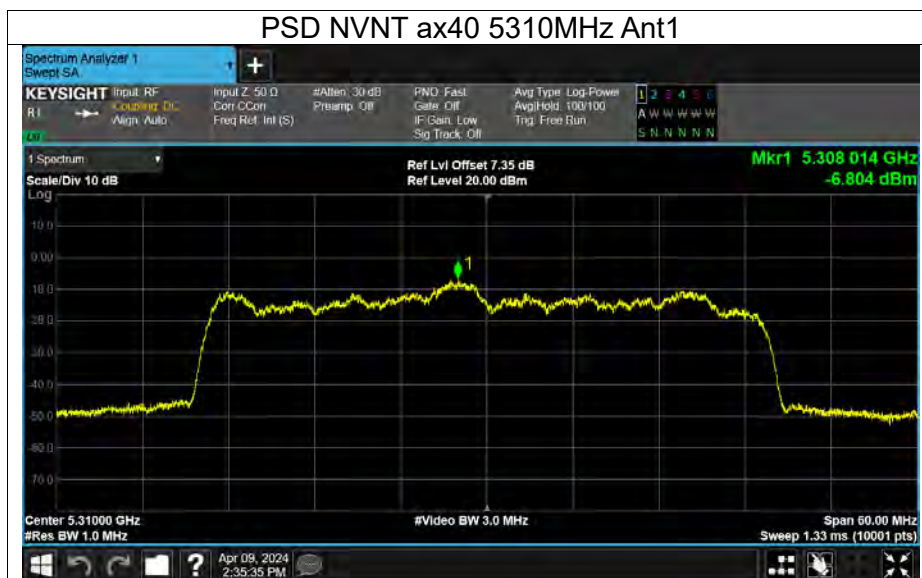 PSD NVNT ax40 5310MHz Ant1
Spectrum Analyzer 1
Swept SA
+
KEYSIGHT Input: RF Input Z: 50 Ω #Atten: 30 dB PNO: Fast Avg Type: Log-Power 1 2 3 4 5 6
R L Coupling: DC Corr CCorr Preamp: Off Gate: Off Avg|Hold: 100/100 A W W W W W
Align: Auto Freq Ref: Int (S) IF Gain: Low Trig: Free Run
Sig Track: Off S N N N N N
1 Spectrum Ref Lvl Offset 7.35 dB Mkr1 5.308 014 GHz
Scale/Div 10 dB Ref Level 20.00 dBm -6.804 dBm
Log
10.0
0.00
1
-10.0
-20.0
-30.0
-40.0
-50.0
-60.0
-70.0
Center 5.31000 GHz #Video BW 3.0 MHz Span 60.00 MHz
#Res BW 1.0 MHz Sweep 1.33 ms (10001 pts)
? Apr 09, 2024
2:35:35 PM